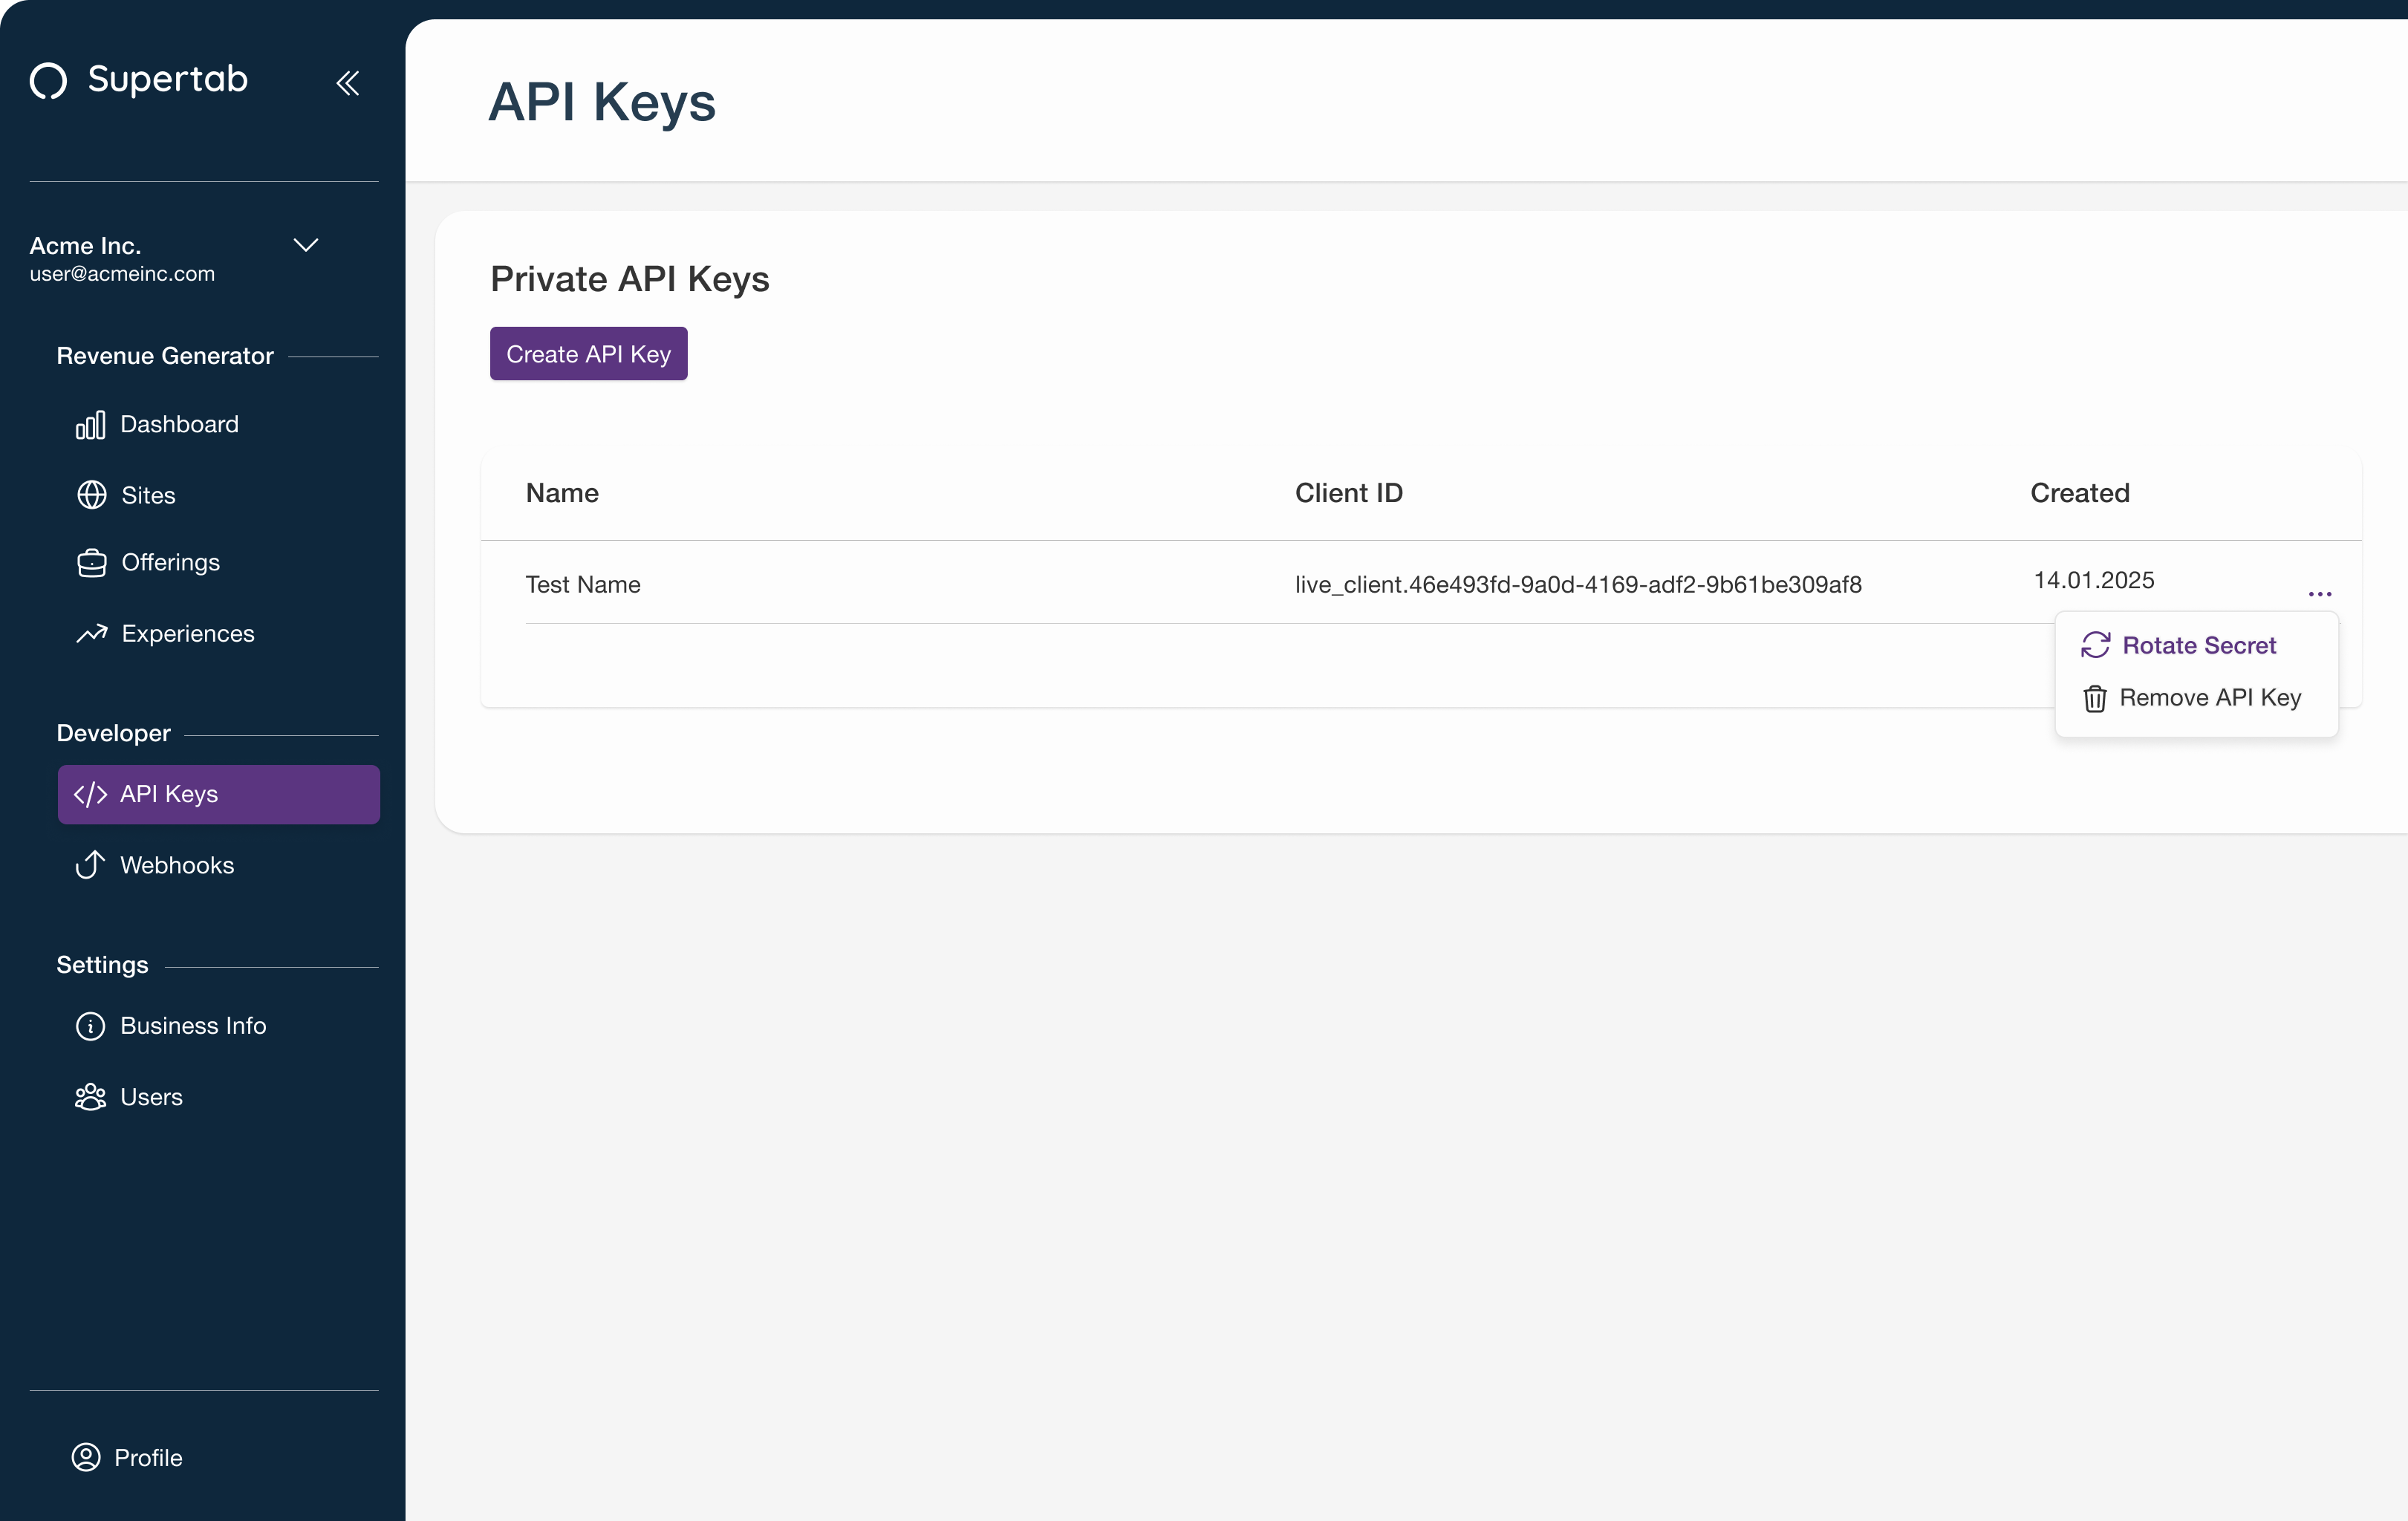 Supertab
Acme Inc.
user@acmeinc.com
Revenue Generator
Dashboard
Sites
Offerings
Experiences
Developer
API Keys
Webhooks
Settings
Business Info
Users
Profile
API Keys
Private API Keys
Create API Key
Name Client ID Created
Test Name live_client.46e493fd-9a0d-4169-adf2-9b61be309af8 14.01.2025
Rotate Secret
Remove API Key